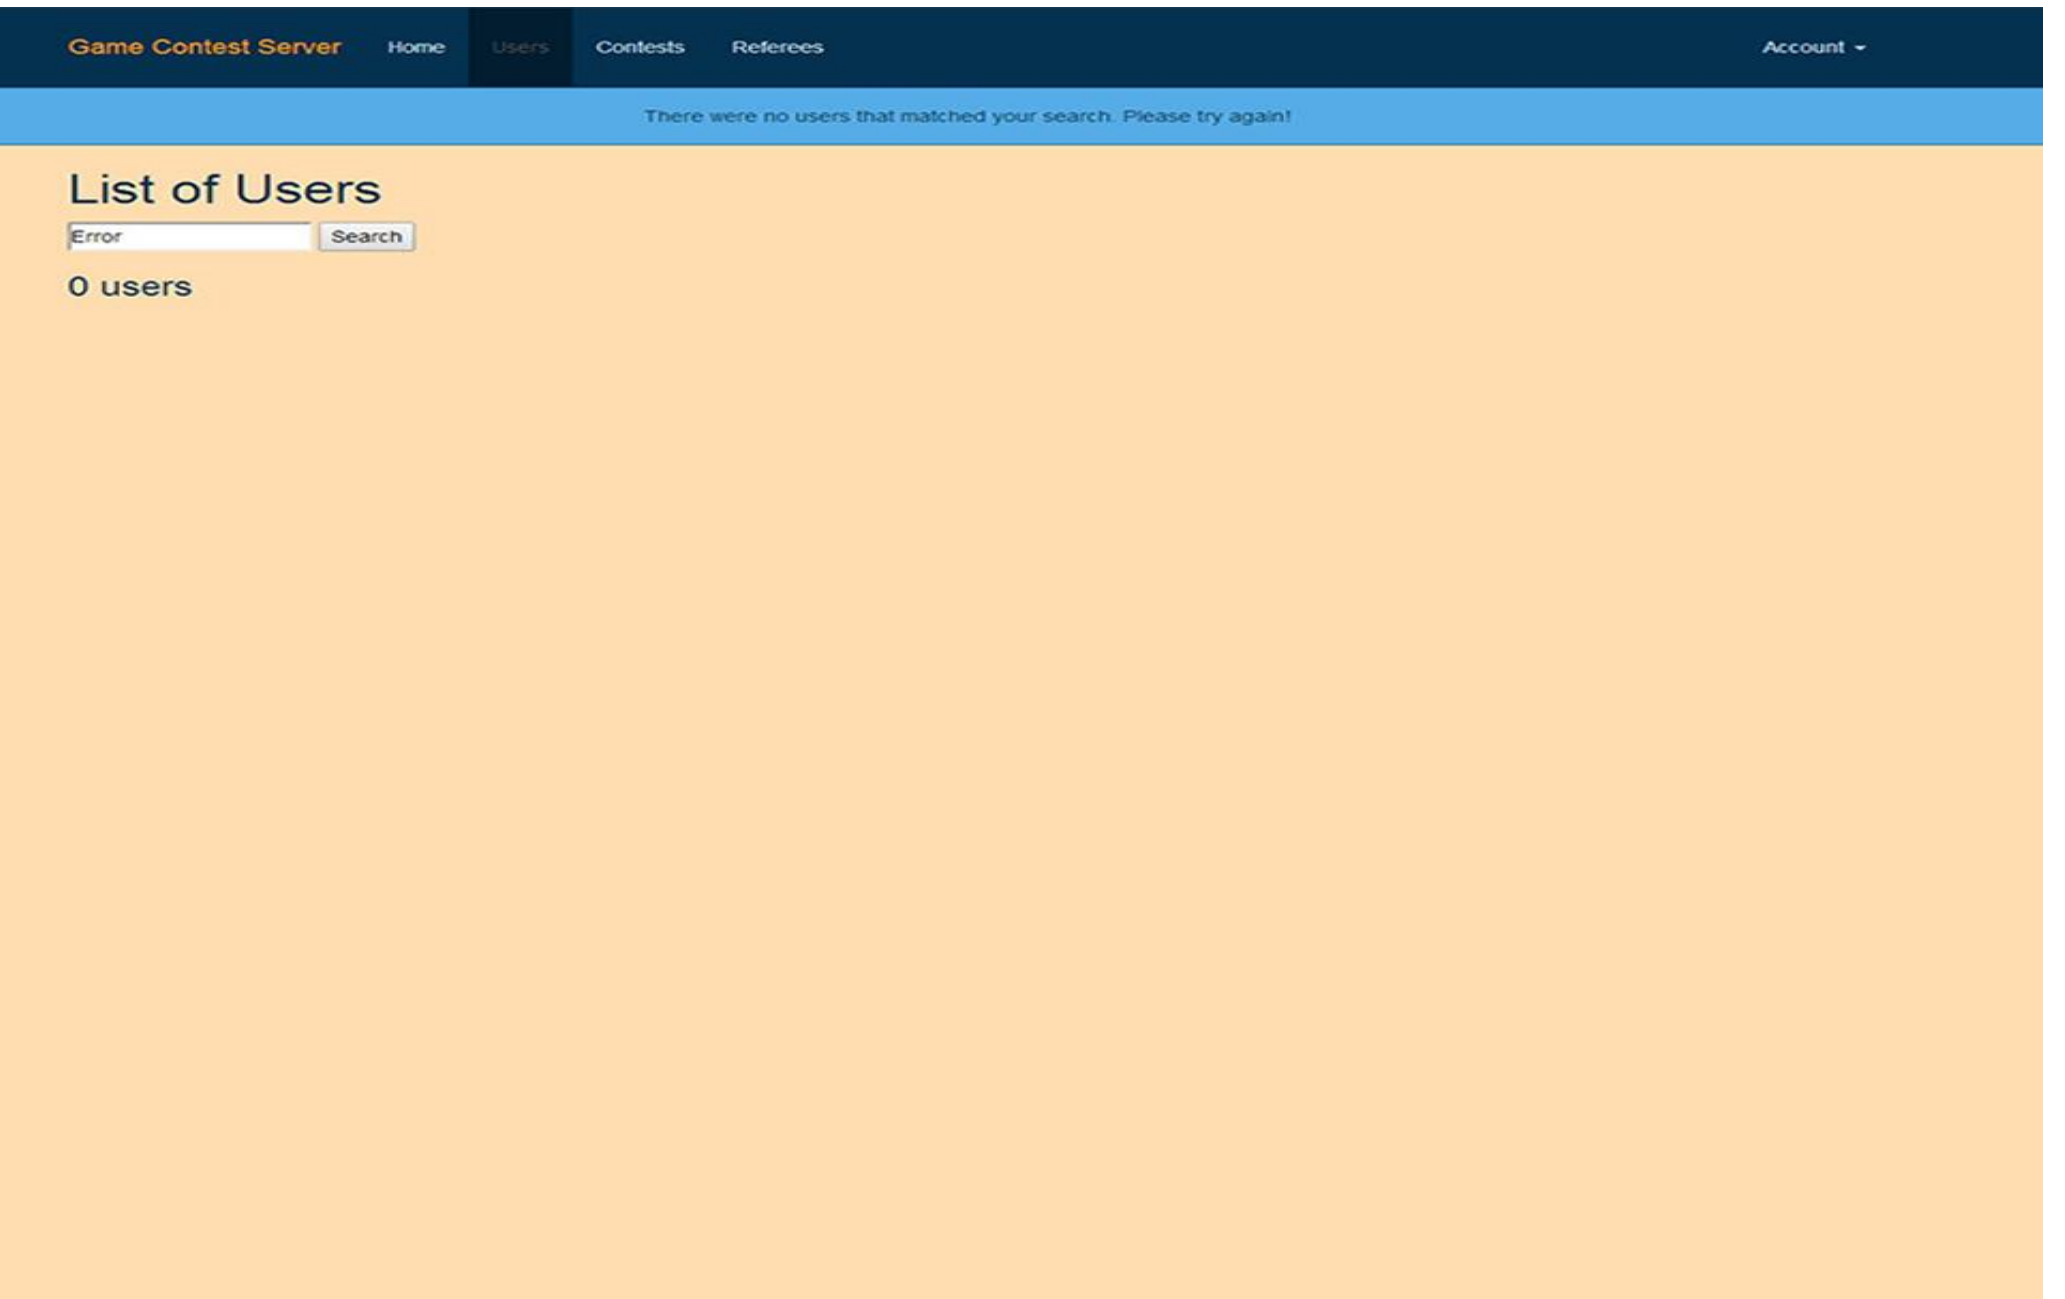 Game Contest Server Home Users Contests Referees Account
There were no users that matched your search. Please try again!
List of Users
Error Search
0 users